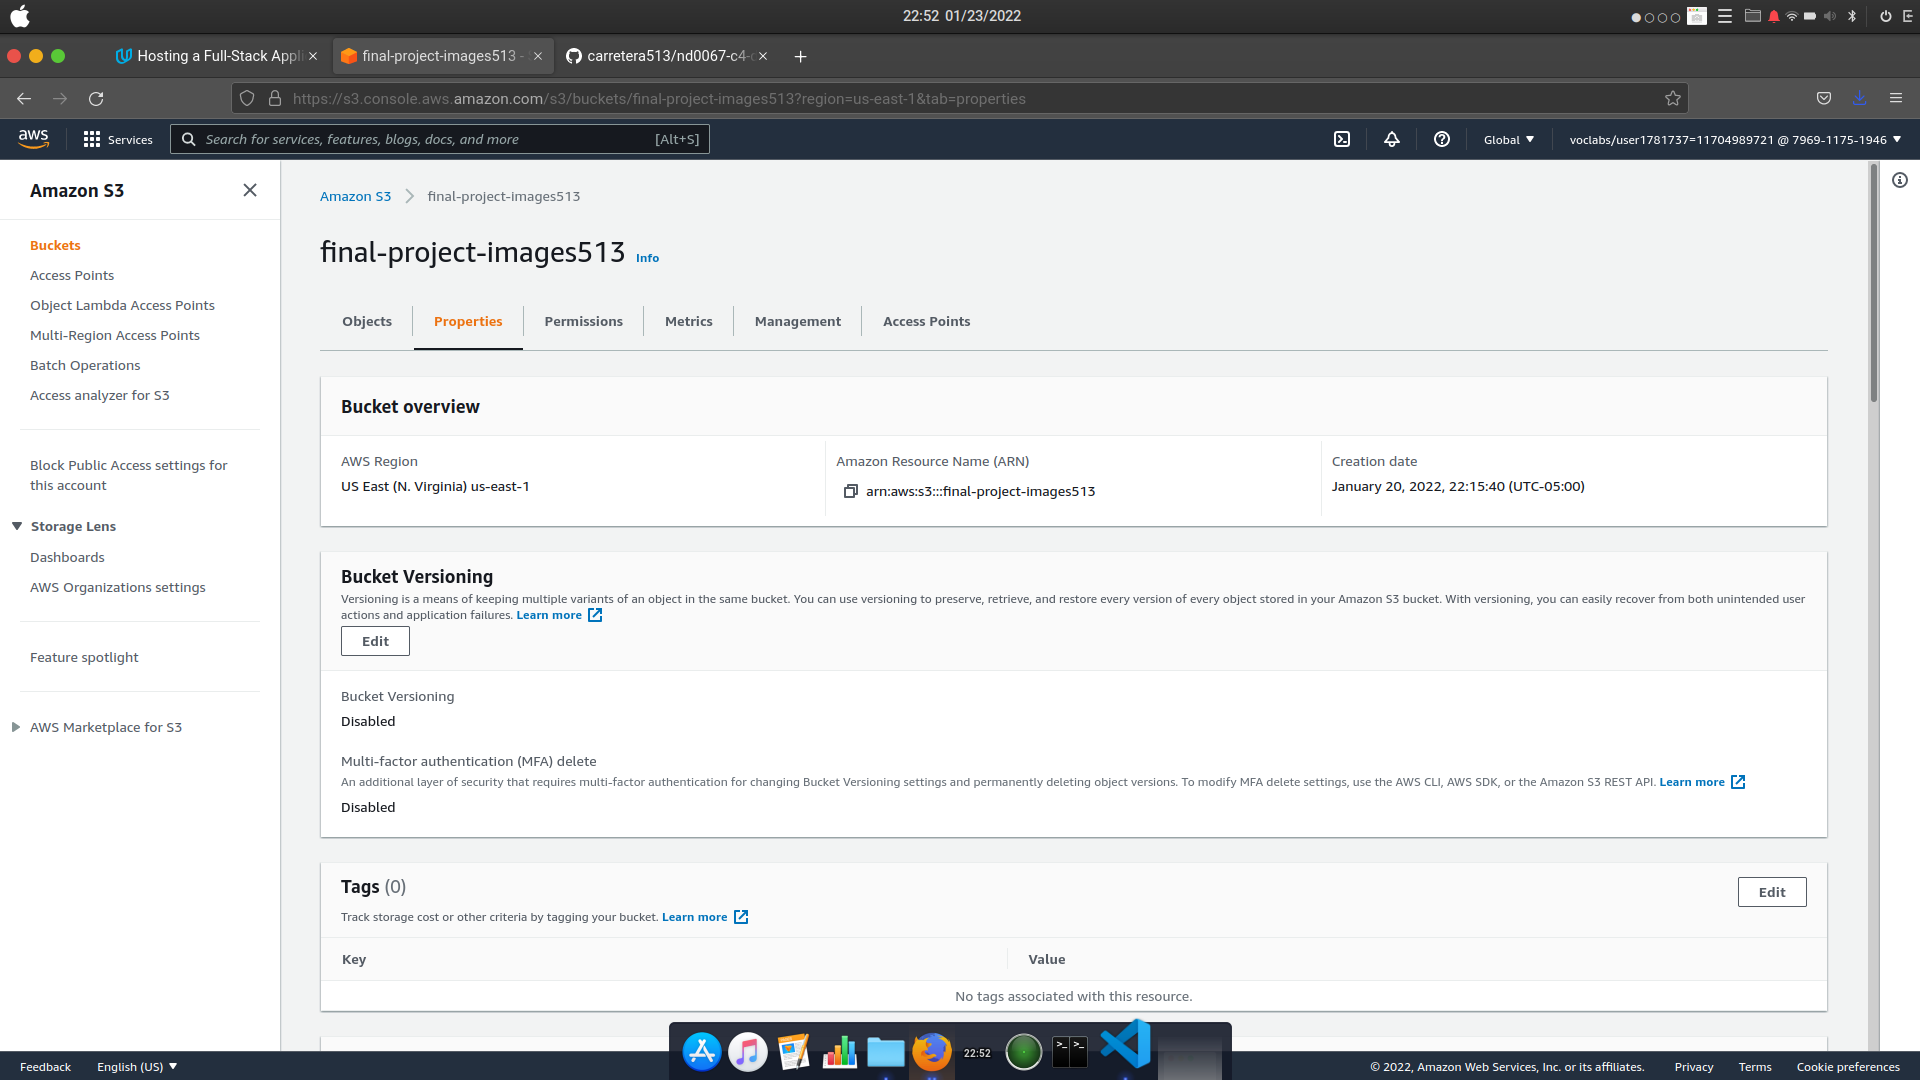 22:52 01/23/2022
Hosting a Full-Stack Appli
final-project-images513 -
carretera513/nd0067-c4-
https://s3.console.aws.amazon.com/s3/buckets/final-project-images513?region=us-east-1&tab=properties
aws
Services
Search for services, features, blogs, docs, and more
[Alt+S]
Global
voclabs/user1781737=11704989721 @ 7969-1175-1946
Amazon S3
Buckets
Access Points
Object Lambda Access Points
Multi-Region Access Points
Batch Operations
Access analyzer for S3
Block Public Access settings for
this account
Storage Lens
Dashboards
AWS Organizations settings
Feature spotlight
AWS Marketplace for S3
Amazon S3
final-project-images513
final-project-images513 Info
Objects
Properties
Permissions
Metrics
Management
Access Points
Bucket overview
AWS Region
US East (N. Virginia) us-east-1
Amazon Resource Name (ARN)
arn:aws:s3:::final-project-images513
Creation date
January 20, 2022, 22:15:40 (UTC-05:00)
Bucket Versioning
Versioning is a means of keeping multiple variants of an object in the same bucket. You can use versioning to preserve, retrieve, and restore every version of every object stored in your Amazon S3 bucket. With versioning, you can easily recover from both unintended user
actions and application failures. Learn more
Edit
Bucket Versioning
Disabled
Multi-factor authentication (MFA) delete
An additional layer of security that requires multi-factor authentication for changing Bucket Versioning settings and permanently deleting object versions. To modify MFA delete settings, use the AWS CLI, AWS SDK, or the Amazon S3 REST API. Learn more
Disabled
Tags (0)
Edit
Track storage cost or other criteria by tagging your bucket. Learn more
Key
Value
No tags associated with this resource.
22:52
Feedback
English (US)
© 2022, Amazon Web Services, Inc. or its affiliates.
Privacy
Terms
Cookie preferences